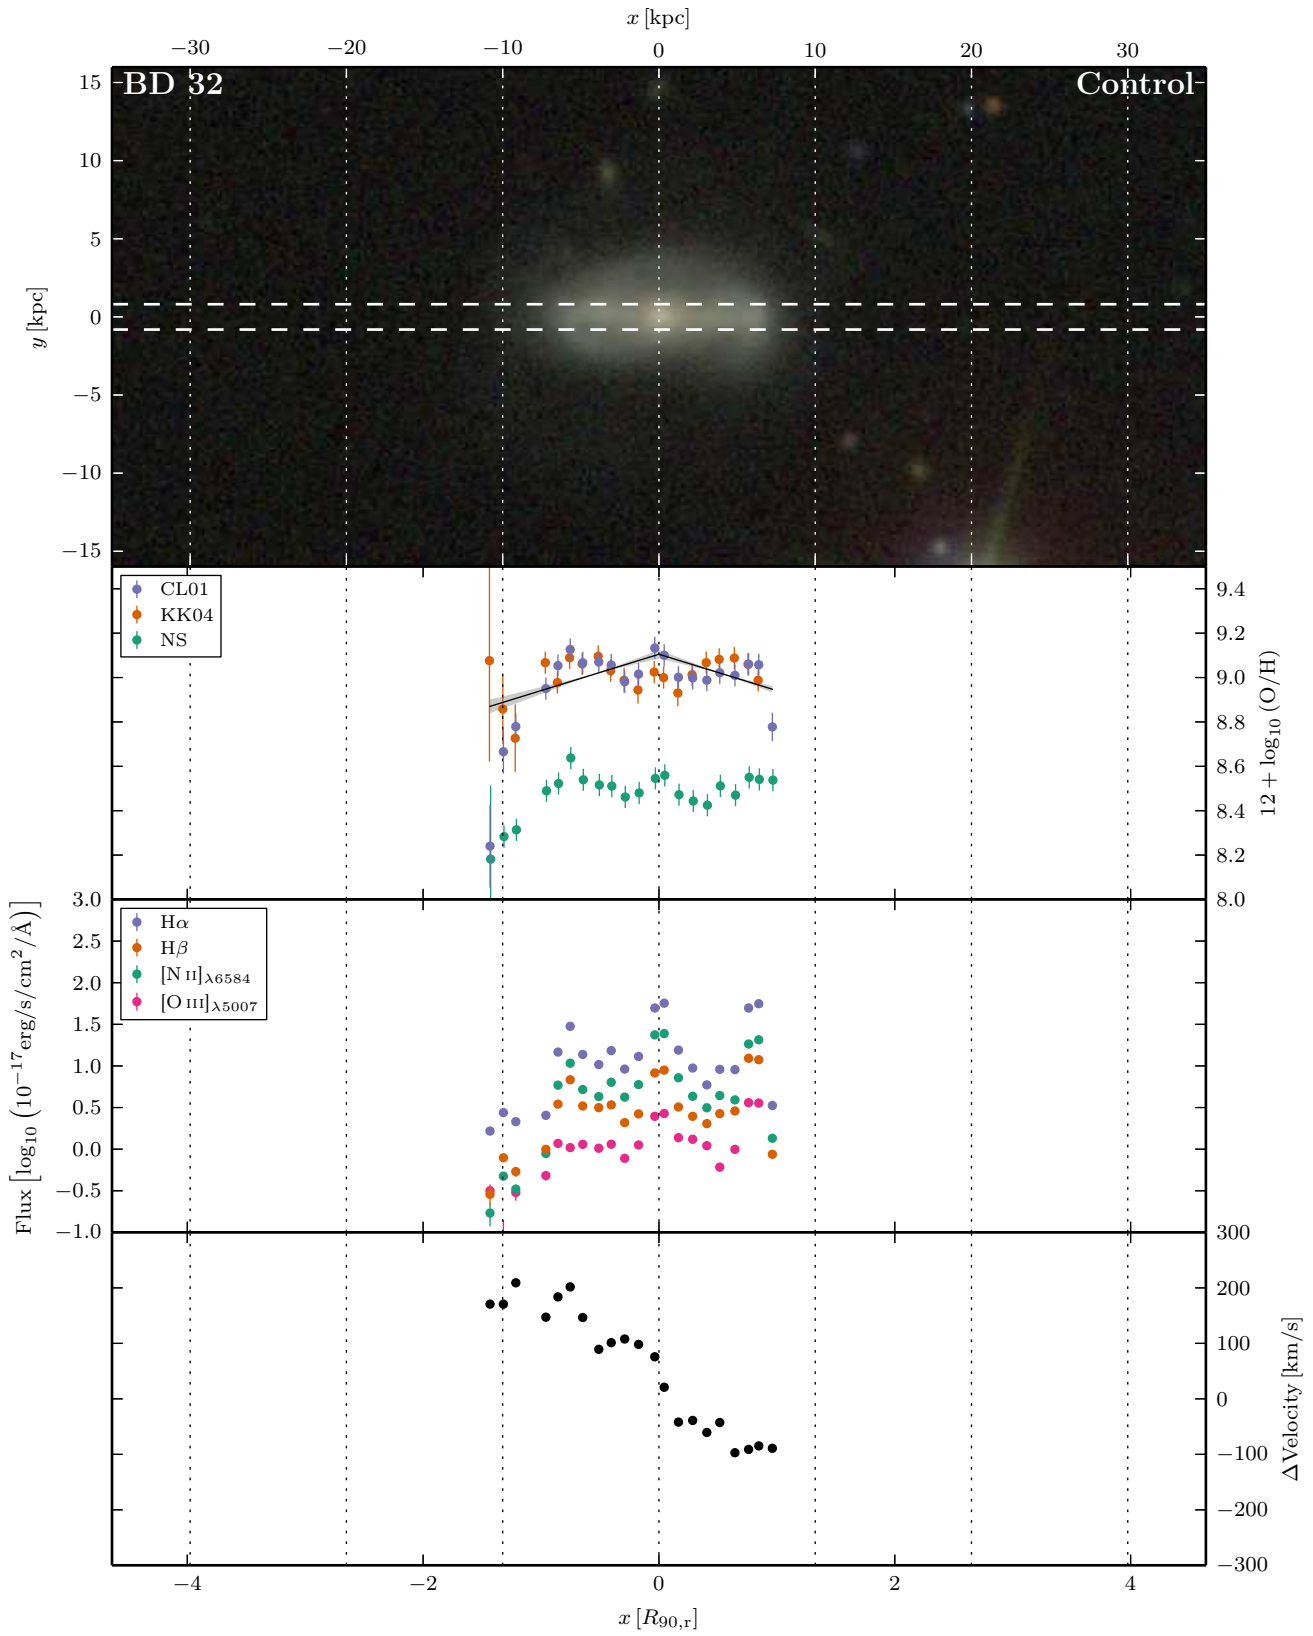 x [kpc]
−30 −20 −10 0 10 20 30
BD 32 Control
15
10
5
0
−5
−10
−15
y [kpc]
CL01
KK04
NS
9.4
9.2
9.0
8.8
8.6
8.4
8.2
8.0
12 + log₁₀ (O/H)
Hα
Hβ
[N II]λ6584
[O III]λ5007
3.0
2.5
2.0
1.5
1.0
0.5
0.0
−0.5
−1.0
Flux [log₁₀ (10⁻¹⁷erg/s/cm²/Å)]
300
200
100
0
−100
−200
−300
ΔVelocity [km/s]
−4 −2 0 2 4
x [R₉₀,ᵣ]